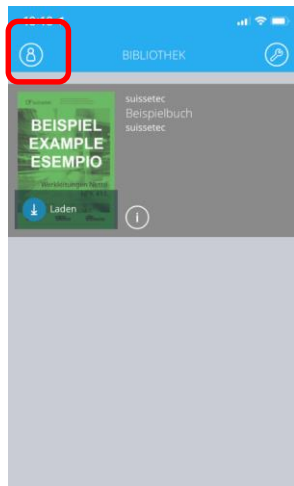 BIBLIOTHEK
suissetec
Beispielbuch
suissetec
BEISPIEL
EXAMPLE
ESEMPIO
Laden